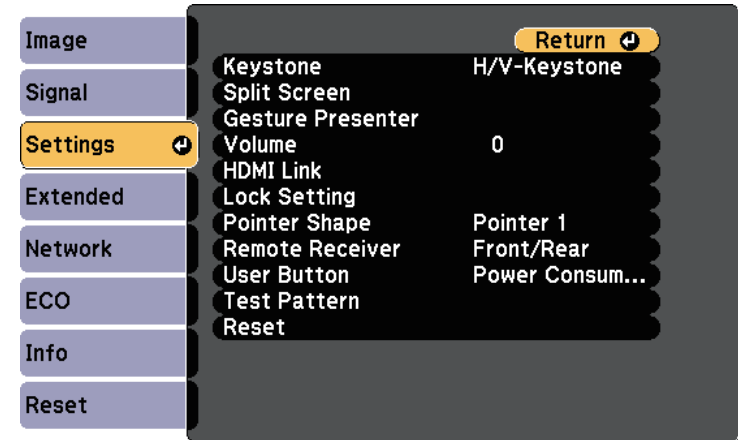 Image
Signal
Settings
Extended
Network
ECO
Info
Reset
Return
Keystone H/V-Keystone
Split Screen
Gesture Presenter
Volume 0
HDMI Link
Lock Setting
Pointer Shape Pointer 1
Remote Receiver Front/Rear
User Button Power Consum...
Test Pattern
Reset